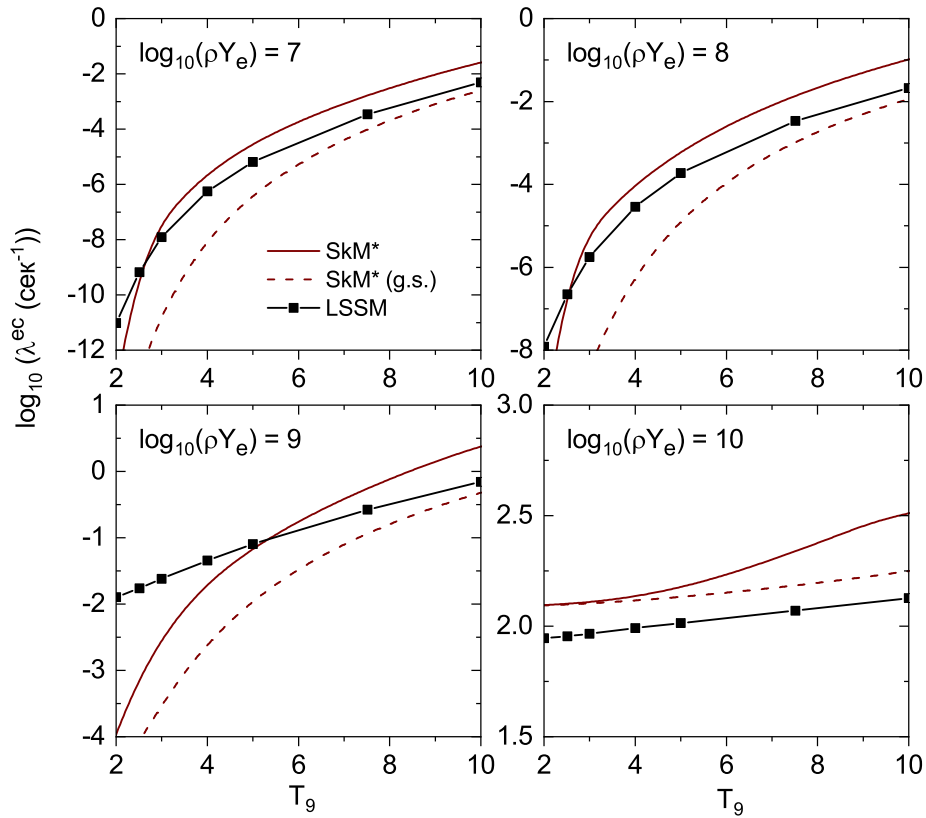 log₁₀(ρYₑ) = 7
0
-2
-4
-6
-8
-10
-12
2 4 6 8 10
SkM*
SkM* (g.s.)
LSSM
log₁₀(ρYₑ) = 8
0
-2
-4
-6
-8
2 4 6 8 10
log₁₀ (λᵉᶜ (сек⁻¹))
log₁₀(ρYₑ) = 9
1
0
-1
-2
-3
-4
2 4 6 8 10
T₉
log₁₀(ρYₑ) = 10
3.0
2.5
2.0
1.5
2 4 6 8 10
T₉